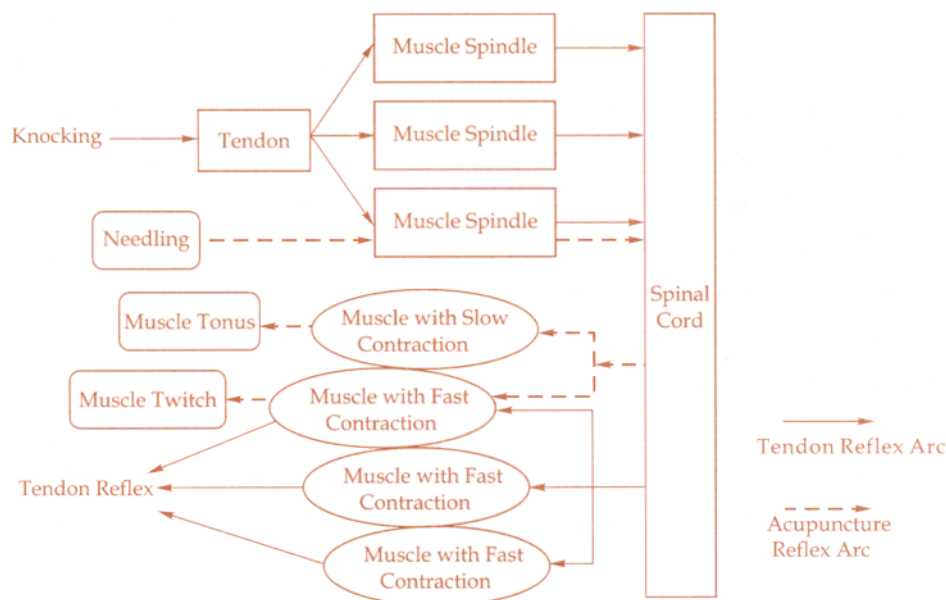 Muscle Spindle
Knocking
Tendon
Muscle Spindle
Muscle Spindle
Needling
Spinal
Cord
Muscle Tonus
Muscle with Slow
Contraction
Muscle Twitch
Muscle with Fast
Contraction
Tendon Reflex Arc
Tendon Reflex
Muscle with Fast
Contraction
Acupuncture
Reflex Arc
Muscle with Fast
Contraction